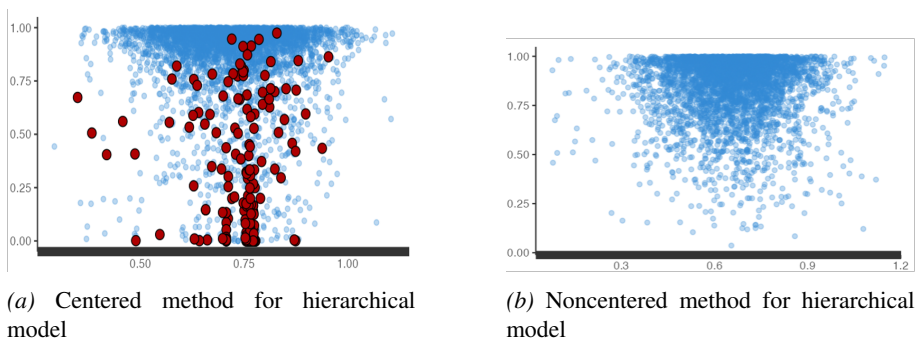 1.00
0.75
0.50
0.25
0.00
0.50 0.75 1.00
(a) Centered method for hierarchical
model
1.00
0.75
0.50
0.25
0.00
0.3 0.6 0.9 1.2
(b) Noncentered method for hierarchical
model